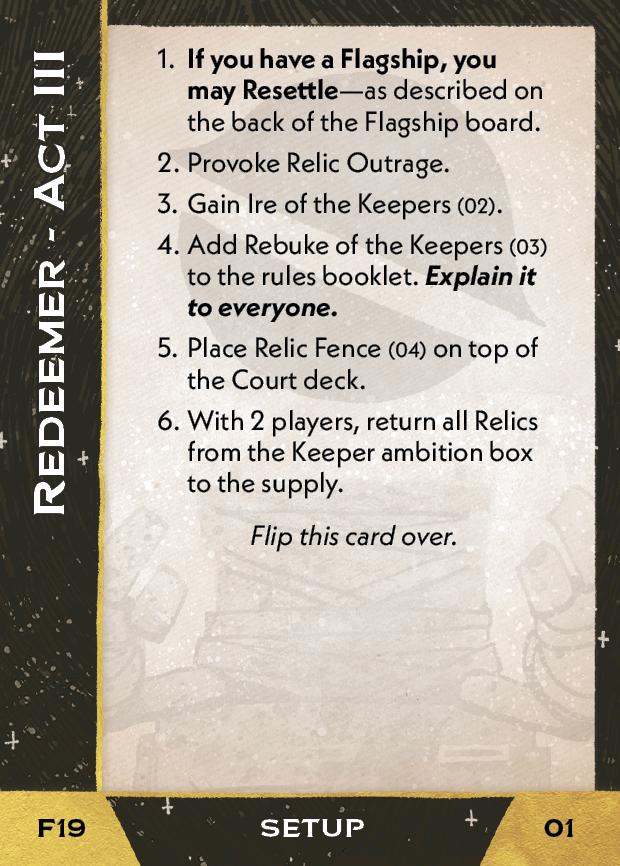 REDEEMER - ACT III
1. If you have a Flagship, you
may Resettle—as described on
the back of the Flagship board.
2. Provoke Relic Outrage.
3. Gain Ire of the Keepers (02).
4. Add Rebuke of the Keepers (03)
to the rules booklet. Explain it
to everyone.
5. Place Relic Fence (04) on top of
the Court deck.
6. With 2 players, return all Relics
from the Keeper ambition box
to the supply.
Flip this card over.
F19
SETUP
01